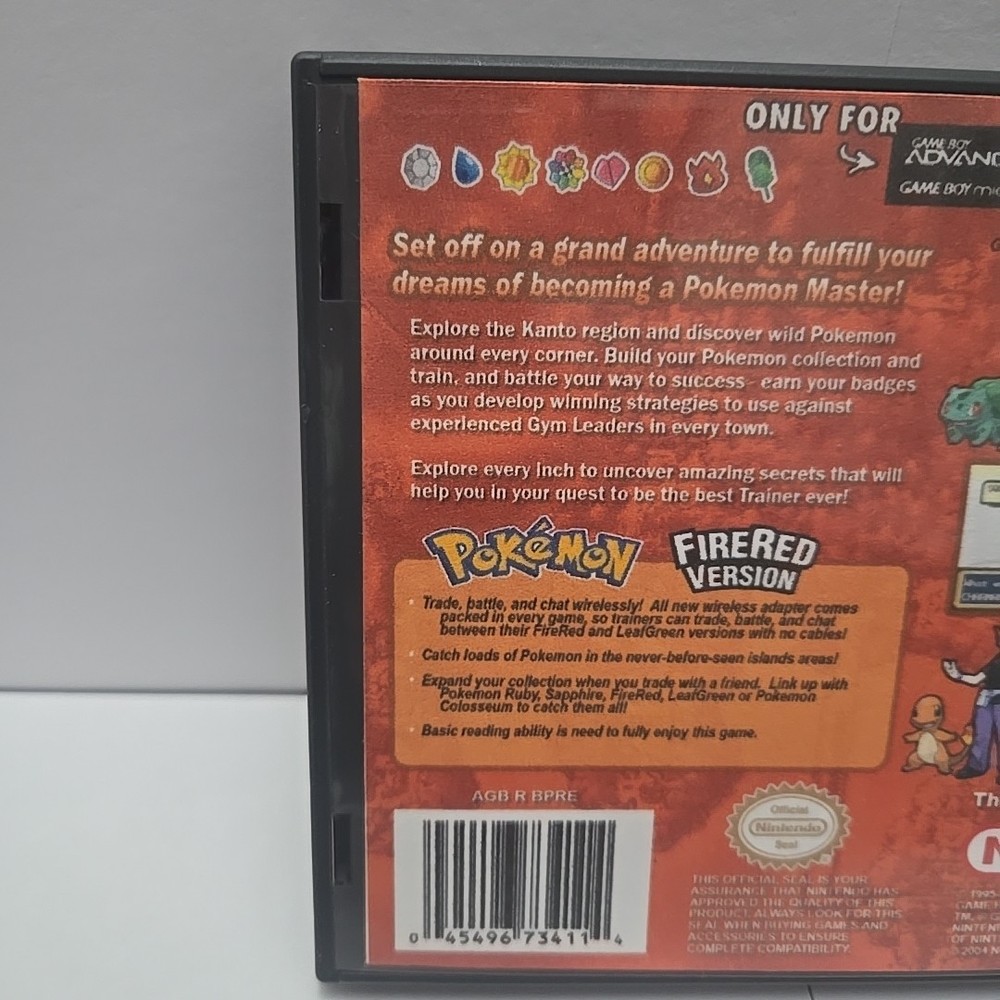 ONLY FOR
GAME BOY
ADVANC
GAME BOY mic
Set off on a grand adventure to fulfill your
dreams of becoming a Pokemon Master!
Explore the Kanto region and discover wild Pokemon
around every corner. Build your Pokemon collection and
train, and battle your way to success - earn your badges
as you develop winning strategies to use against
experienced Gym Leaders in every town.
Explore every inch to uncover amazing secrets that will
help you in your quest to be the best Trainer ever!
POKéMON
FIRERED
VERSION
• Trade, battle, and chat wirelessly! All new wireless adapter comes
packed in every game, so trainers can trade, battle, and chat
between their FireRed and LeafGreen versions with no cables!
• Catch loads of Pokemon in the never-before-seen islands areas!
• Expand your collection when you trade with a friend. Link up with
Pokemon Ruby, Sapphire, FireRed, LeafGreen or Pokemon
Colosseum to catch them all!
• Basic reading ability is need to fully enjoy this game.
AGB R BPRE
0 45496 73411 4
Official
Nintendo
Seal
THIS OFFICIAL SEAL IS YOUR
ASSURANCE THAT NINTENDO HAS
APPROVED THE QUALITY OF THIS
PRODUCT. ALWAYS LOOK FOR THIS
SEAL WHEN BUYING GAMES AND
ACCESSORIES TO ENSURE
COMPLETE COMPATIBILITY.
Th
N
1995-
GAME F
TM,
NINTEN
OF NINT
2004 N